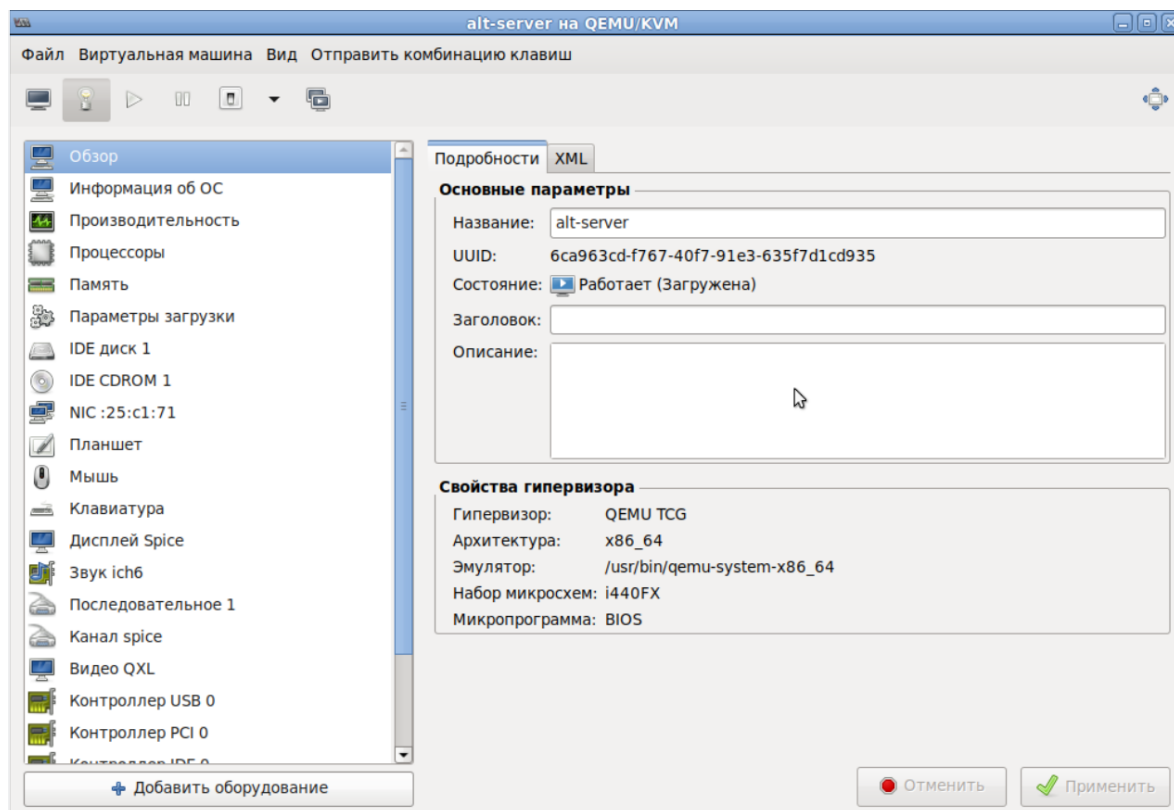 alt-server на QEMU/KVM
Файл Виртуальная машина Вид Отправить комбинацию клавиш
Обзор
Информация об ОС
Производительность
Процессоры
Память
Параметры загрузки
IDE диск 1
IDE CDROM 1
NIC :25:c1:71
Планшет
Мышь
Клавиатура
Дисплей Spice
Звук ich6
Последовательное 1
Канал spice
Видео QXL
Контроллер USB 0
Контроллер PCI 0
Контроллер IDE 0
Добавить оборудование
Подробности XML
Основные параметры
Название: alt-server
UUID: 6ca963cd-f767-40f7-91e3-635f7d1cd935
Состояние: Работает (Загружена)
Заголовок:
Описание:
Свойства гипервизора
Гипервизор: QEMU TCG
Архитектура: x86_64
Эмулятор: /usr/bin/qemu-system-x86_64
Набор микросхем: i440FX
Микропрограмма: BIOS
Отменить Применить